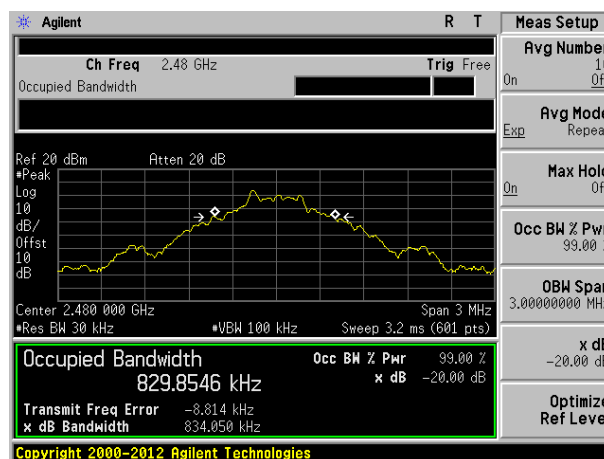 Agilent R T
Meas Setup
Ch Freq 2.48 GHz Trig Free
Occupied Bandwidth
Ref 20 dBm Atten 20 dB
#Peak
Log
10
dB/
Offst
10
dB
Center 2.480 000 GHz Span 3 MHz
#Res BW 30 kHz #VBW 100 kHz Sweep 3.2 ms (601 pts)
Occupied Bandwidth
829.8546 kHz
Occ BW % Pwr 99.00 %
x dB -20.00 dB
Transmit Freq Error -8.814 kHz
x dB Bandwidth 834.050 kHz
Avg Number
10
On Of
Avg Mode
Exp Repea
Max Hold
On Of
Occ BW % Pwr
99.00
OBW Span
3.00000000 MH
x dB
-20.00 dB
Optimize
Ref Level
Copyright 2000-2012 Agilent Technologies